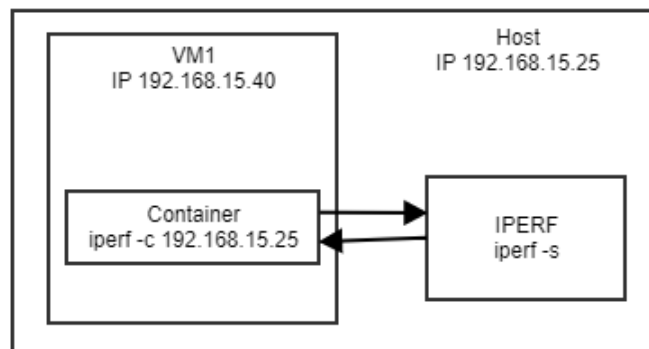 VM1
IP 192.168.15.40
Host
IP 192.168.15.25
Container
iperf -c 192.168.15.25
IPERF
iperf -s